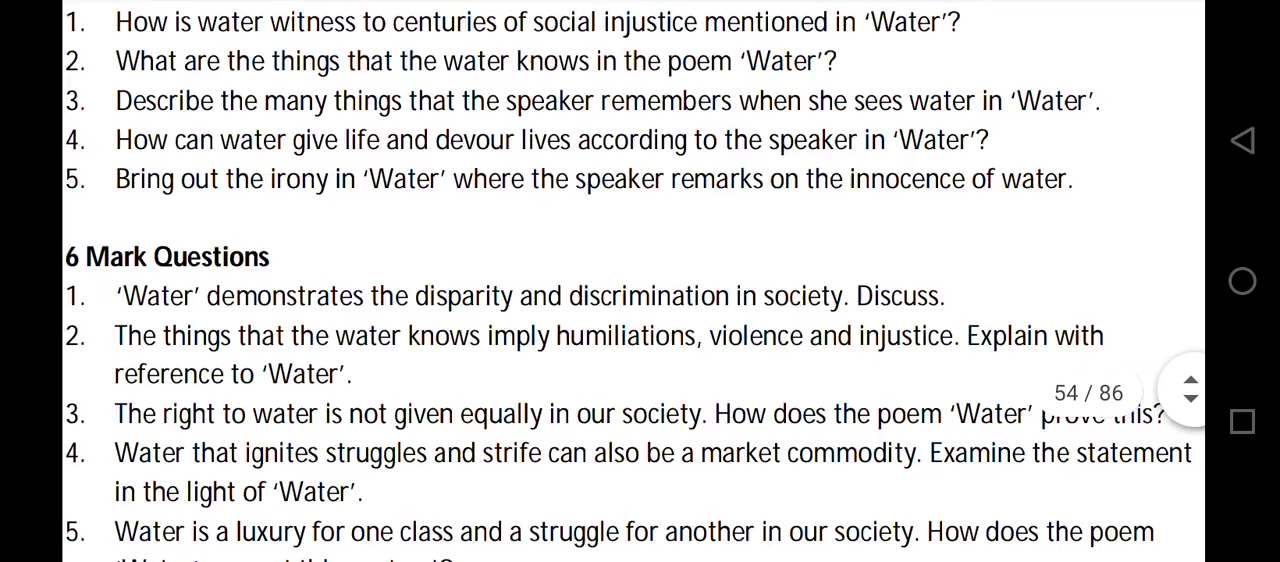 1. How is water witness to centuries of social injustice mentioned in ‘Water’?
2. What are the things that the water knows in the poem ‘Water’?
3. Describe the many things that the speaker remembers when she sees water in ‘Water’.
4. How can water give life and devour lives according to the speaker in ‘Water’?
5. Bring out the irony in ‘Water’ where the speaker remarks on the innocence of water.
6 Mark Questions
1. ‘Water’ demonstrates the disparity and discrimination in society. Discuss.
2. The things that the water knows imply humiliations, violence and injustice. Explain with
reference to ‘Water’.
54 / 86
3. The right to water is not given equally in our society. How does the poem ‘Water’ prove this?
4. Water that ignites struggles and strife can also be a market commodity. Examine the statement
in the light of ‘Water’.
5. Water is a luxury for one class and a struggle for another in our society. How does the poem